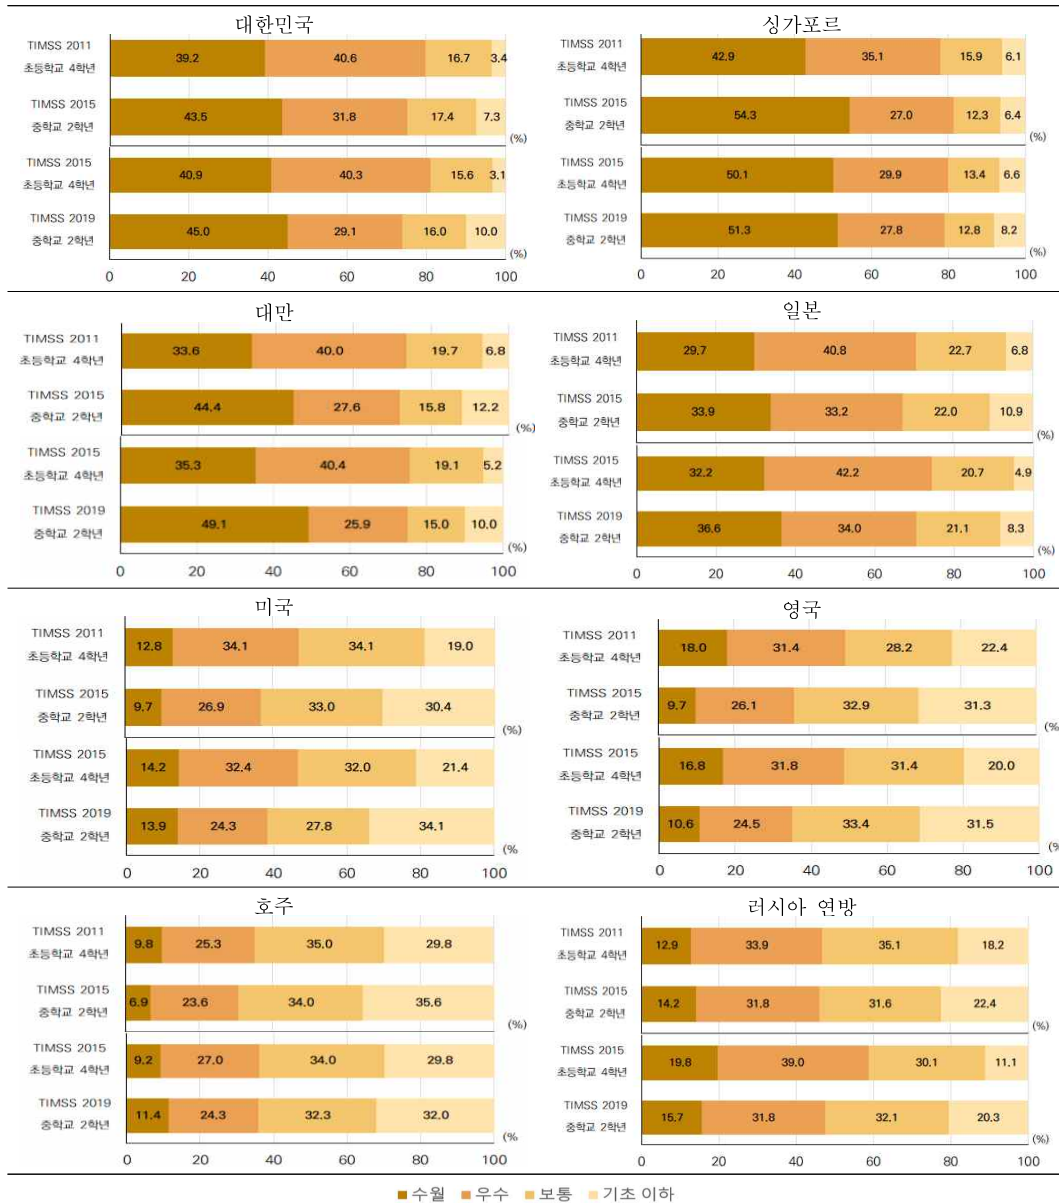 대한민국
TIMSS 2011
초등학교 4학년
39.2 40.6 16.7 3.4
TIMSS 2015
중학교 2학년
43.5 31.8 17.4 7.3
(%)
TIMSS 2015
초등학교 4학년
40.9 40.3 15.6 3.1
TIMSS 2019
중학교 2학년
45.0 29.1 16.0 10.0
(%)
0 20 40 60 80 100
싱가포르
TIMSS 2011
초등학교 4학년
42.9 35.1 15.9 6.1
TIMSS 2015
중학교 2학년
54.3 27.0 12.3 6.4
(%)
TIMSS 2015
초등학교 4학년
50.1 29.9 13.4 6.6
TIMSS 2019
중학교 2학년
51.3 27.8 12.8 8.2
(%)
0 20 40 60 80 100
대만
TIMSS 2011
초등학교 4학년
33.6 40.0 19.7 6.8
TIMSS 2015
중학교 2학년
44.4 27.6 15.8 12.2
(%)
TIMSS 2015
초등학교 4학년
35.3 40.4 19.1 5.2
TIMSS 2019
중학교 2학년
49.1 25.9 15.0 10.0
(%)
0 20 40 60 80 100
일본
TIMSS 2011
초등학교 4학년
29.7 40.8 22.7 6.8
TIMSS 2015
중학교 2학년
33.9 33.2 22.0 10.9
(%)
TIMSS 2015
초등학교 4학년
32.2 42.2 20.7 4.9
TIMSS 2019
중학교 2학년
36.6 34.0 21.1 8.3
(%)
0 20 40 60 80 100
미국
TIMSS 2011
초등학교 4학년
12.8 34.1 34.1 19.0
TIMSS 2015
중학교 2학년
9.7 26.9 33.0 30.4
(%)
TIMSS 2015
초등학교 4학년
14.2 32.4 32.0 21.4
TIMSS 2019
중학교 2학년
13.9 24.3 27.8 34.1
(%
0 20 40 60 80 100
영국
TIMSS 2011
초등학교 4학년
18.0 31.4 28.2 22.4
TIMSS 2015
중학교 2학년
9.7 26.1 32.9 31.3
(%
TIMSS 2015
초등학교 4학년
16.8 31.8 31.4 20.0
TIMSS 2019
중학교 2학년
10.6 24.5 33.4 31.5
(%
0 20 40 60 80 100
호주
TIMSS 2011
초등학교 4학년
9.8 25.3 35.0 29.8
TIMSS 2015
중학교 2학년
6.9 23.6 34.0 35.6
(%)
TIMSS 2015
초등학교 4학년
9.2 27.0 34.0 29.8
TIMSS 2019
중학교 2학년
11.4 24.3 32.3 32.0
(%
0 20 40 60 80 100
러시아 연방
TIMSS 2011
초등학교 4학년
12.9 33.9 35.1 18.2
TIMSS 2015
중학교 2학년
14.2 31.8 31.6 22.4
(%)
TIMSS 2015
초등학교 4학년
19.8 39.0 30.1 11.1
TIMSS 2019
중학교 2학년
15.7 31.8 32.1 20.3
(%)
0 20 40 60 80 100
수월 우수 보통 기초 이하